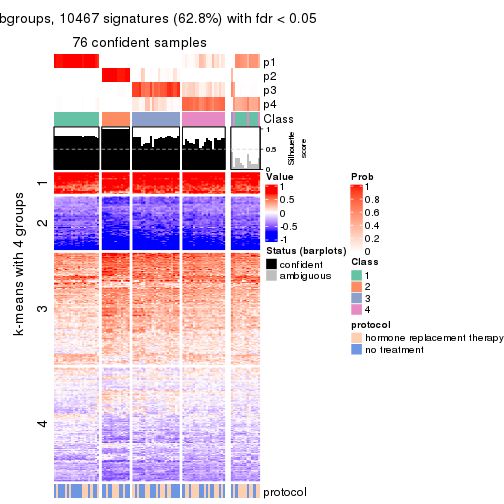 bgroups, 10467 signatures (62.8%) with fdr < 0.05
76 confident samples
p1
p2
p3
p4
Class
1
0.5
0
Silhouette
score
k-means with 4 groups
1
2
3
4
protocol
Value
1
0.5
0
-0.5
-1
Status (barplots)
confident
ambiguous
Prob
1
0.8
0.6
0.4
0.2
0
Class
1
2
3
4
protocol
hormone replacement therapy
no treatment